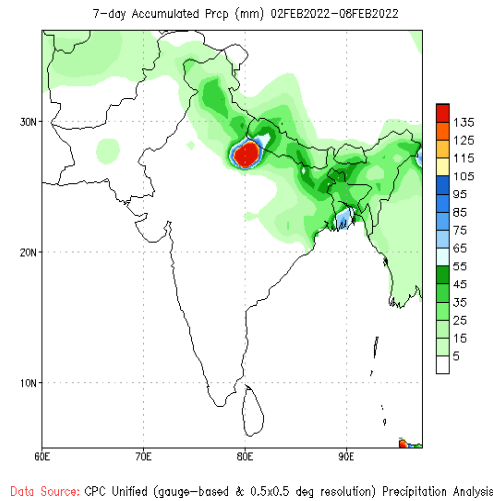 7-day Accumulated Prcp (mm) 02FEB2022-08FEB2022
30N
20N
10N
60E 70E 80E 90E
135
125
115
105
95
85
75
65
55
45
35
25
15
5
Data Source: CPC Unified (gauge-based & 0.5x0.5 deg resolution) Precipitation Analysis